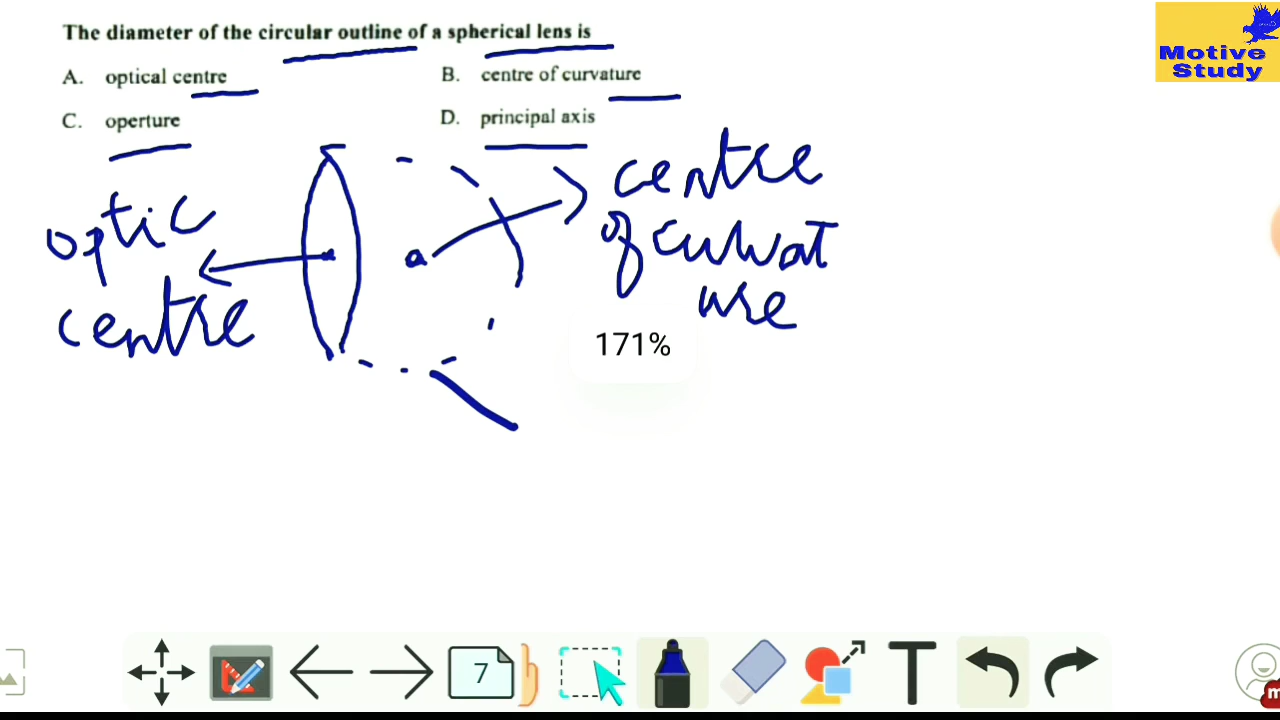 The diameter of the circular outline of a spherical lens is
A. optical centre
B. centre of curvature
C. operture
D. principal axis
Motive
Study
optic
centre
centre
of culvat
ure
171%
7
T
m